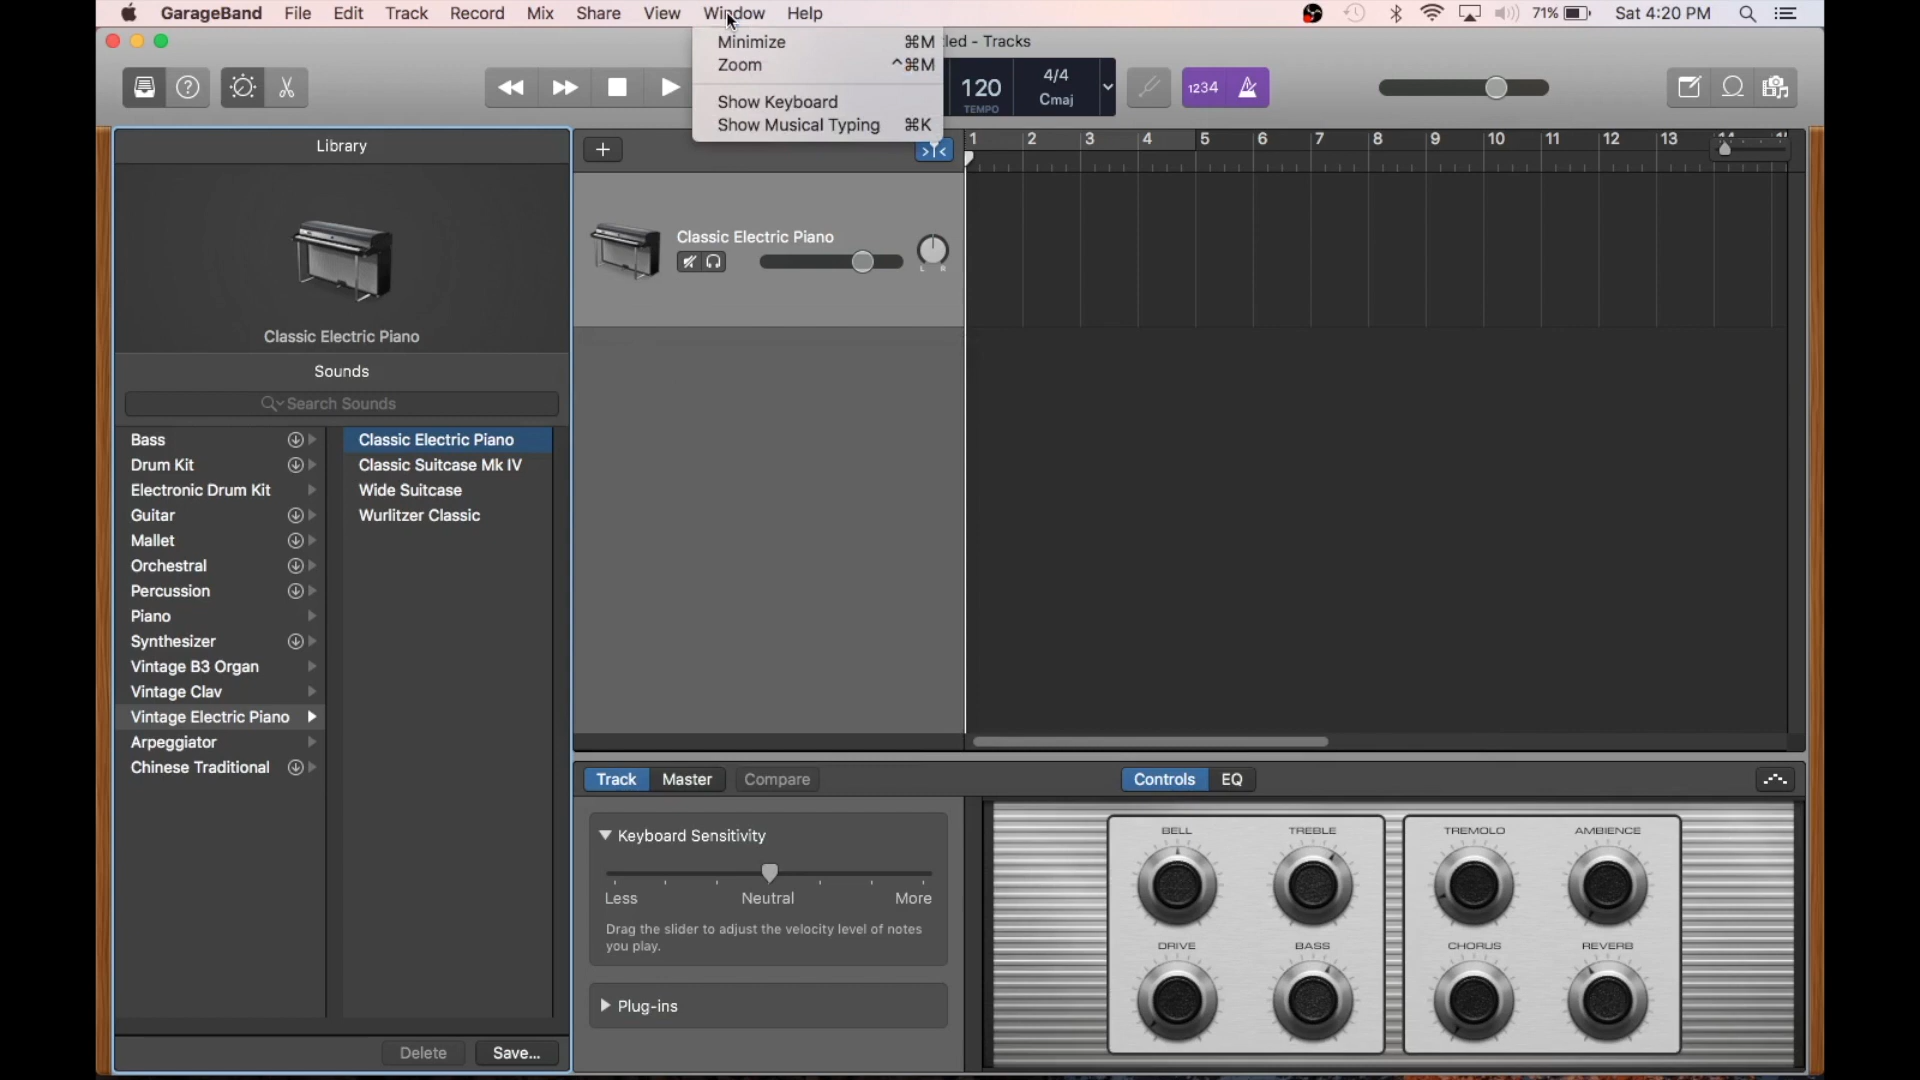 GarageBand File Edit Track Record Mix Share View Window Help 71% Sat 4:20 PM
Minimize ⌘M
Zoom ^⌘M
Show Keyboard
Show Musical Typing ⌘K
led - Tracks
120
TEMPO
4/4
Cmaj
1234
Library
1 2 3 4 5 6 7 8 9 10 11 12 13
Classic Electric Piano
L R
Classic Electric Piano
Sounds
Search Sounds
Bass
Drum Kit
Electronic Drum Kit
Guitar
Mallet
Orchestral
Percussion
Piano
Synthesizer
Vintage B3 Organ
Vintage Clav
Vintage Electric Piano
Arpeggiator
Chinese Traditional
Classic Electric Piano
Classic Suitcase Mk IV
Wide Suitcase
Wurlitzer Classic
Delete Save...
Track Master Compare
Controls EQ
Keyboard Sensitivity
Less Neutral More
Drag the slider to adjust the velocity level of notes
you play.
Plug-ins
BELL TREBLE TREMOLO AMBIENCE
DRIVE BASS CHORUS REVERB